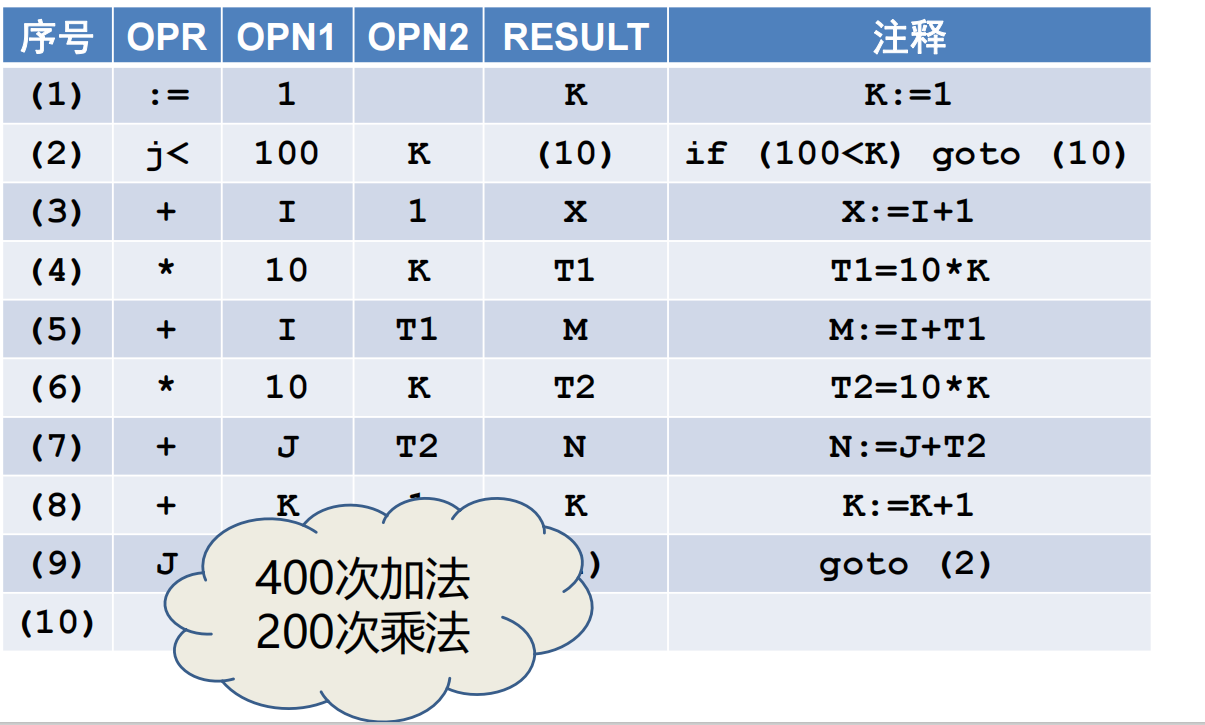 序号 OPR OPN1 OPN2 RESULT 注释
(1) := 1 K K:=1
(2) j< 100 K (10) if (100<K) goto (10)
(3) + I 1 X X:=I+1
(4) * 10 K T1 T1=10*K
(5) + I T1 M M:=I+T1
(6) * 10 K T2 T2=10*K
(7) + J T2 N N:=J+T2
(8) + K K K:=K+1
(9) J ) goto (2)
(10)
400次加法
200次乘法